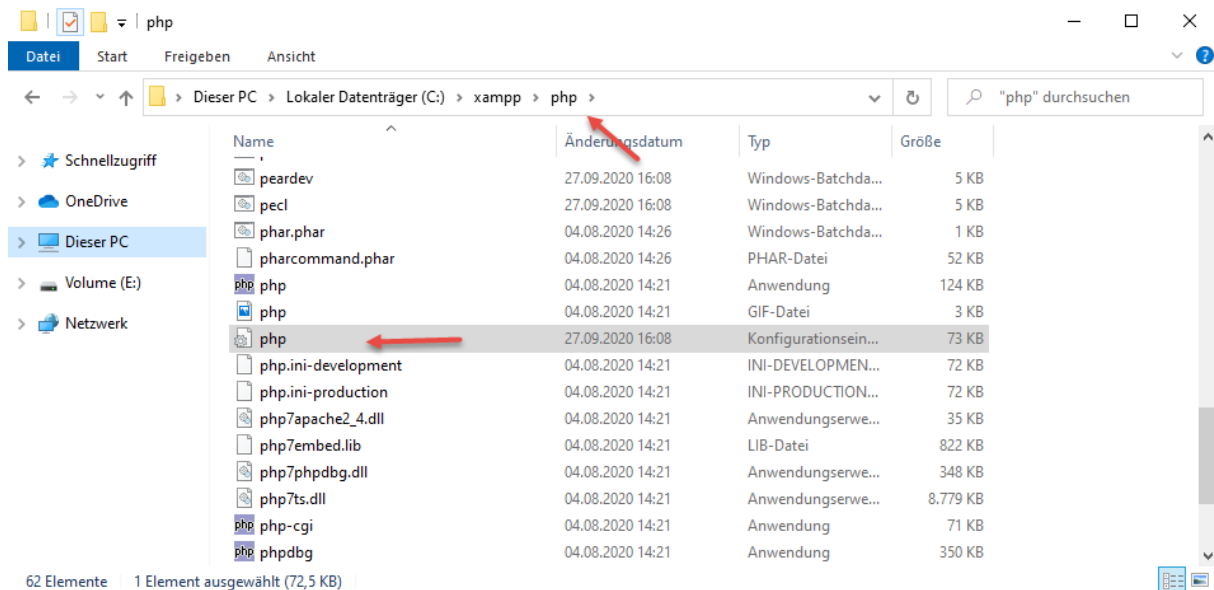 php
Datei Start Freigeben Ansicht
Dieser PC Lokaler Datenträger (C:) xampp php "php" durchsuchen
Name Änderungsdatum Typ Größe
Schnellzugriff
OneDrive
Dieser PC
Volume (E:)
Netzwerk
peardev 27.09.2020 16:08 Windows-Batchda... 5 KB
pecl 27.09.2020 16:08 Windows-Batchda... 5 KB
phar.phar 04.08.2020 14:26 Windows-Batchda... 1 KB
pharcommand.phar 04.08.2020 14:26 PHAR-Datei 52 KB
php php 04.08.2020 14:21 Anwendung 124 KB
php 04.08.2020 14:21 GIF-Datei 3 KB
php 27.09.2020 16:08 Konfigurationsein... 73 KB
php.ini-development 04.08.2020 14:21 INI-DEVELOPMEN... 72 KB
php.ini-production 04.08.2020 14:21 INI-PRODUCTION... 72 KB
php7apache2_4.dll 04.08.2020 14:21 Anwendungserwe... 35 KB
php7embed.lib 04.08.2020 14:21 LIB-Datei 822 KB
php7phpdbg.dll 04.08.2020 14:21 Anwendungserwe... 348 KB
php7ts.dll 04.08.2020 14:21 Anwendungserwe... 8.779 KB
php php-cgi 04.08.2020 14:21 Anwendung 71 KB
php phpdbg 04.08.2020 14:21 Anwendung 350 KB
62 Elemente 1 Element ausgewählt (72,5 KB)